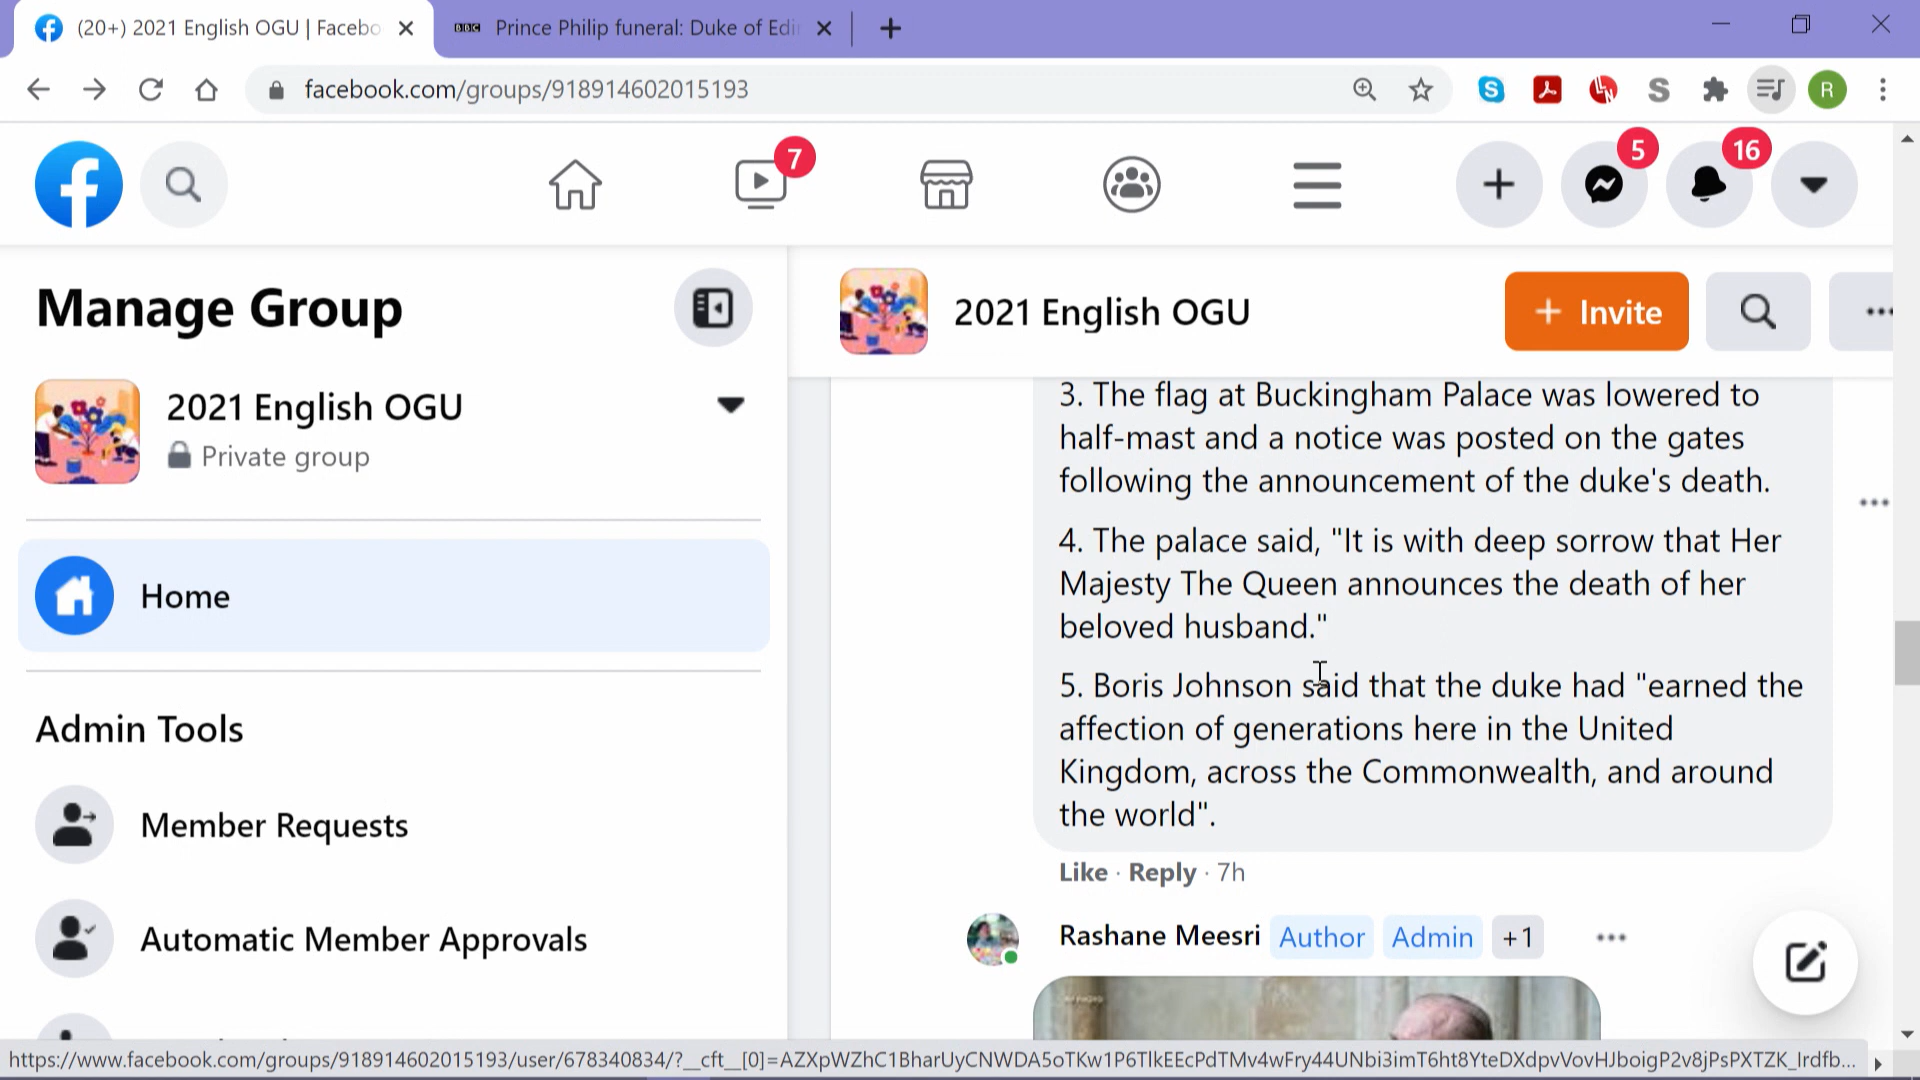 (20+) 2021 English OGU | Facebo
BBC Prince Philip funeral: Duke of Edi
facebook.com/groups/918914602015193
S
S
R
7
5
16
Manage Group
2021 English OGU
Private group
Home
Admin Tools
Member Requests
Automatic Member Approvals
2021 English OGU
+ Invite
3. The flag at Buckingham Palace was lowered to
half-mast and a notice was posted on the gates
following the announcement of the duke's death.
4. The palace said, "It is with deep sorrow that Her
Majesty The Queen announces the death of her
beloved husband."
5. Boris Johnson said that the duke had "earned the
affection of generations here in the United
Kingdom, across the Commonwealth, and around
the world".
Like · Reply · 7h
Rashane Meesri Author Admin +1
https://www.facebook.com/groups/918914602015193/user/678340834/?__cft__[0]=AZXpWZhC1BharUyCNWDA5oTKw1P6TlkEEcPdTMv4wFry44UNbi3imT6ht8YteDXdpvVovHJboigP2v8jPsPXTZK_Irdfb...